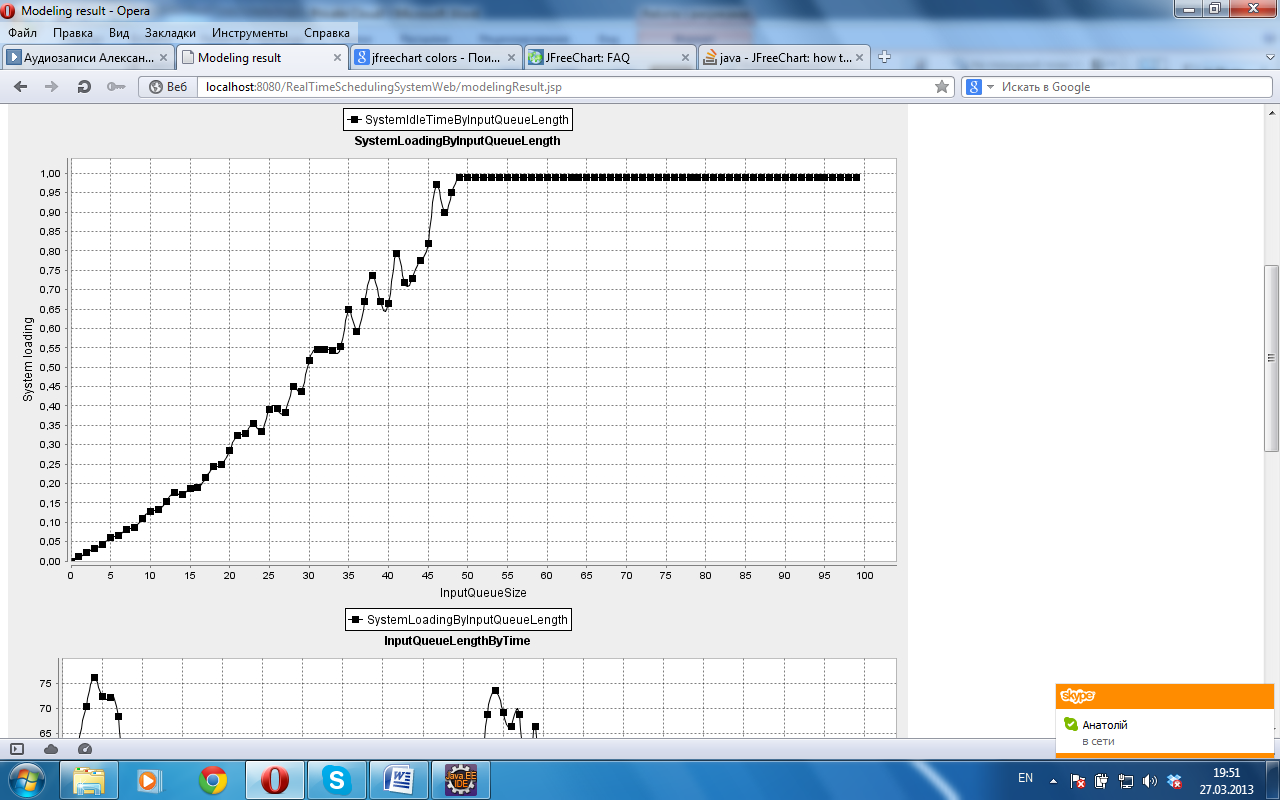 Modeling result - Opera
Файл Правка Вид Закладки Инструменты Справка
Аудиозаписи Александ... Modeling result jfreechart colors - Пои... JFreeChart: FAQ java - JFreeChart: how t...
Веб localhost:8080/RealTimeSchedulingSystemWeb/modelingResult.jsp Искать в Google
SystemIdleTimeByInputQueueLength
SystemLoadingByInputQueueLength
1,00
0,95
0,90
0,85
0,80
0,75
0,70
0,65
0,60
0,55
0,50
0,45
0,40
0,35
0,30
0,25
0,20
0,15
0,10
0,05
0,00
System loading
0 5 10 15 20 25 30 35 40 45 50 55 60 65 70 75 80 85 90 95 100
InputQueueSize
SystemLoadingByInputQueueLength
InputQueueLengthByTime
75
70
65
skype
Анатолій
в сети
Java EE
IDE
EN
19:51
27.03.2013